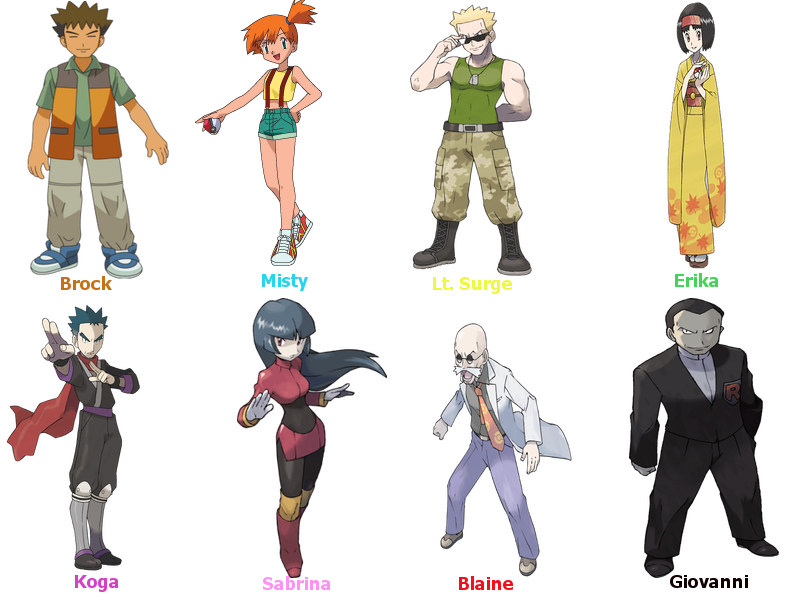 Brock
Misty
Lt. Surge
Erika
R
Koga
Sabrina
Blaine
Giovanni